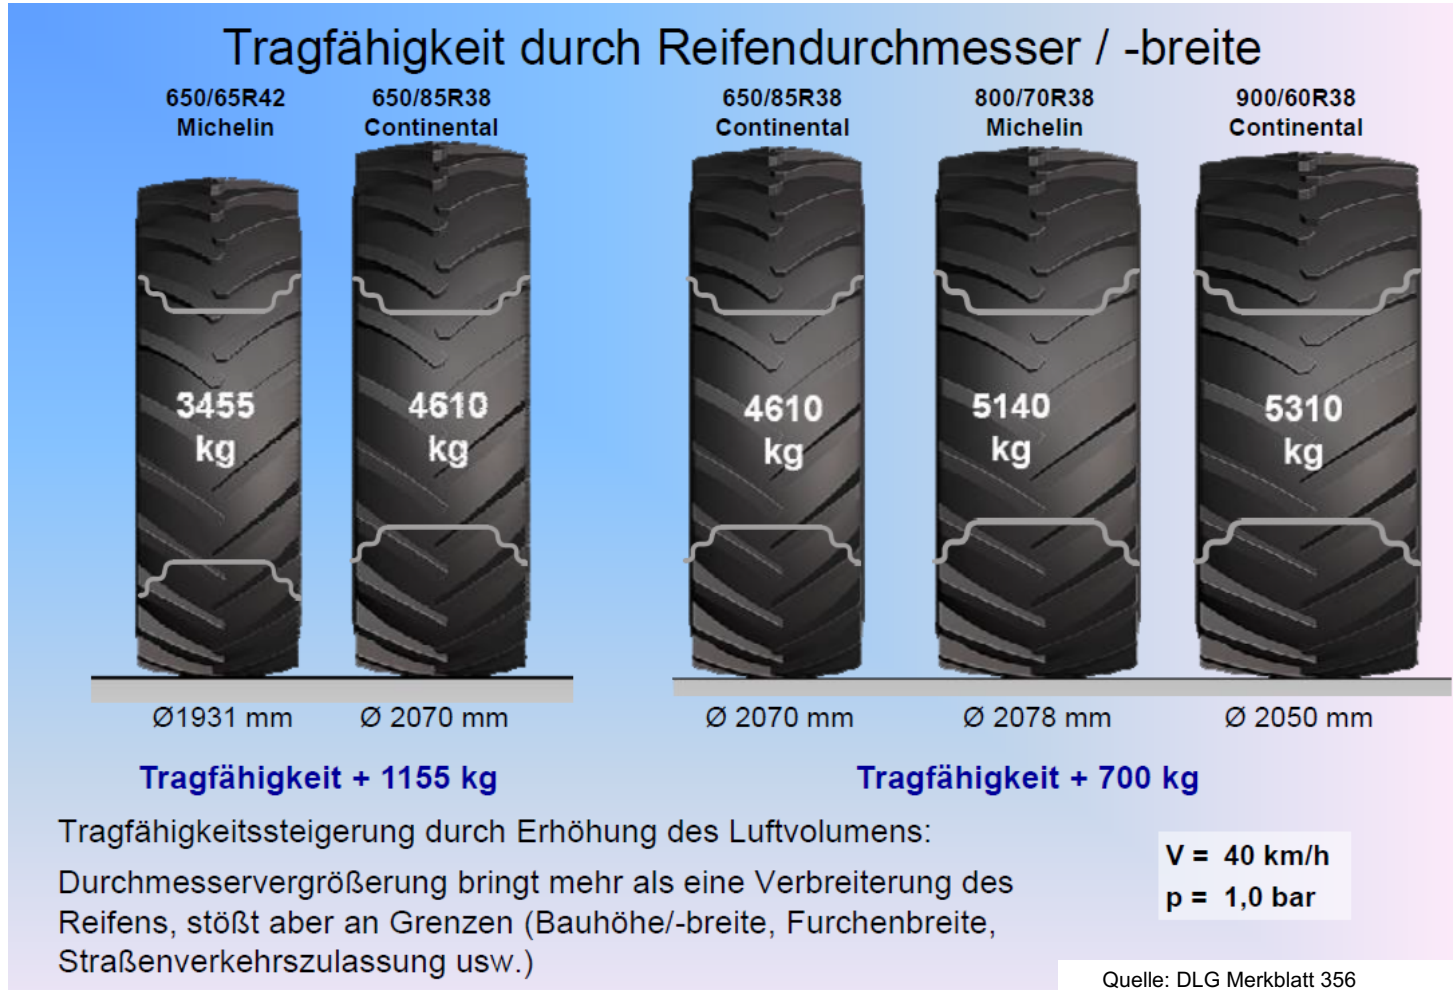 Tragfähigkeit durch Reifendurchmesser / -breite
650/65R42
Michelin
650/85R38
Continental
650/85R38
Continental
800/70R38
Michelin
900/60R38
Continental
3455
kg
4610
kg
4610
kg
5140
kg
5310
kg
Ø1931 mm
Ø 2070 mm
Ø 2070 mm
Ø 2078 mm
Ø 2050 mm
Tragfähigkeit + 1155 kg
Tragfähigkeit + 700 kg
Tragfähigkeitssteigerung durch Erhöhung des Luftvolumens:
Durchmesservergrößerung bringt mehr als eine Verbreiterung des
Reifens, stößt aber an Grenzen (Bauhöhe/-breite, Furchenbreite,
Straßenverkehrszulassung usw.)
V = 40 km/h
p = 1,0 bar
Quelle: DLG Merkblatt 356